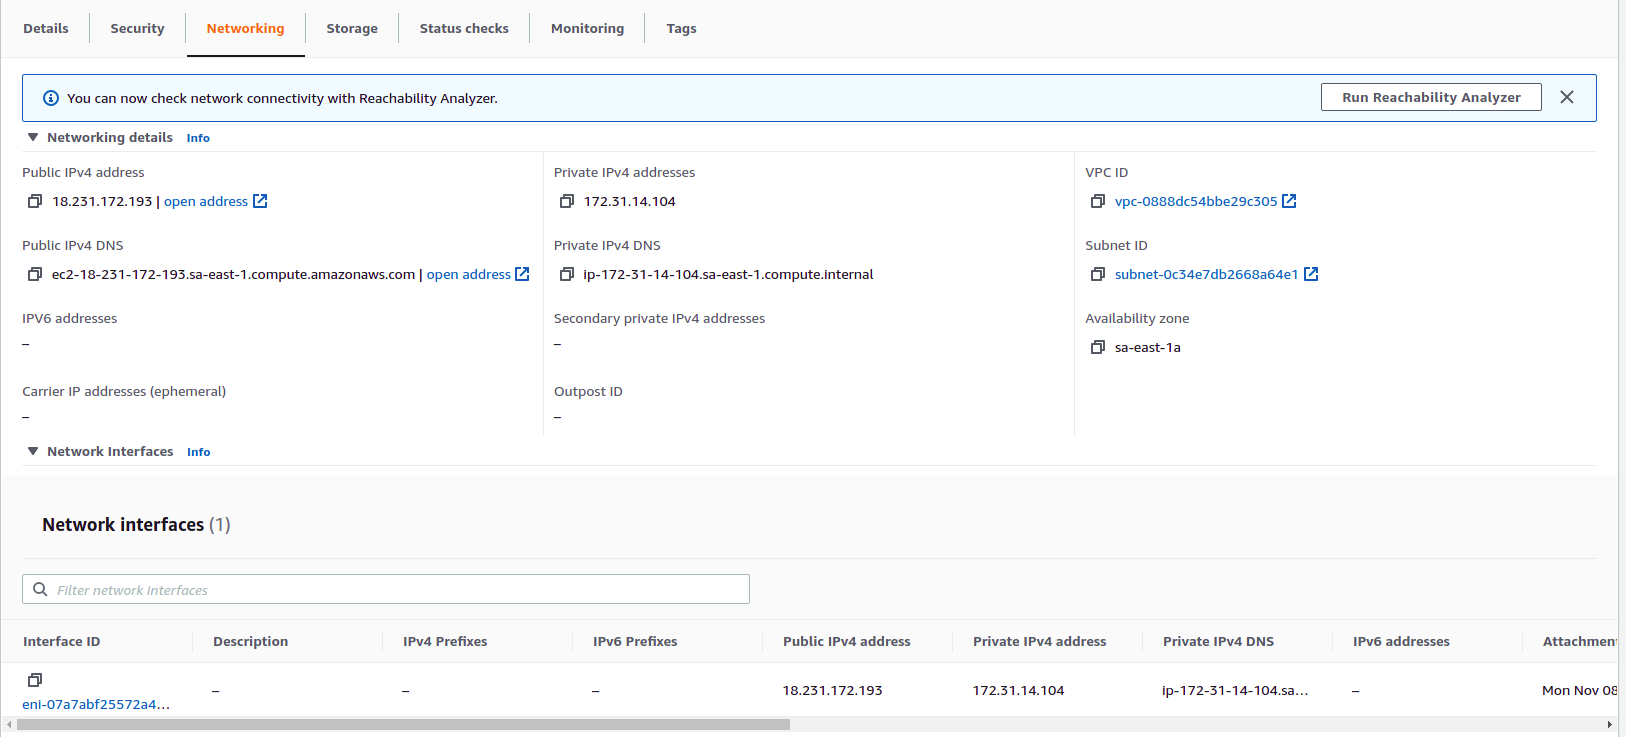 Details Security Networking Storage Status checks Monitoring Tags
You can now check network connectivity with Reachability Analyzer. Run Reachability Analyzer
Networking details Info
Public IPv4 address Private IPv4 addresses VPC ID
18.231.172.193 | open address 172.31.14.104 vpc-0888dc54bbe29c305
Public IPv4 DNS Private IPv4 DNS Subnet ID
ec2-18-231-172-193.sa-east-1.compute.amazonaws.com | open address ip-172-31-14-104.sa-east-1.compute.internal subnet-0c34e7db2668a64e1
IPV6 addresses Secondary private IPv4 addresses Availability zone
– – sa-east-1a
Carrier IP addresses (ephemeral) Outpost ID
– –
Network Interfaces Info
Network interfaces (1)
Filter network interfaces
Interface ID Description IPv4 Prefixes IPv6 Prefixes Public IPv4 address Private IPv4 address Private IPv4 DNS IPv6 addresses Attachment
eni-07a7abf25572a4… – – – 18.231.172.193 172.31.14.104 ip-172-31-14-104.sa… – Mon Nov 08